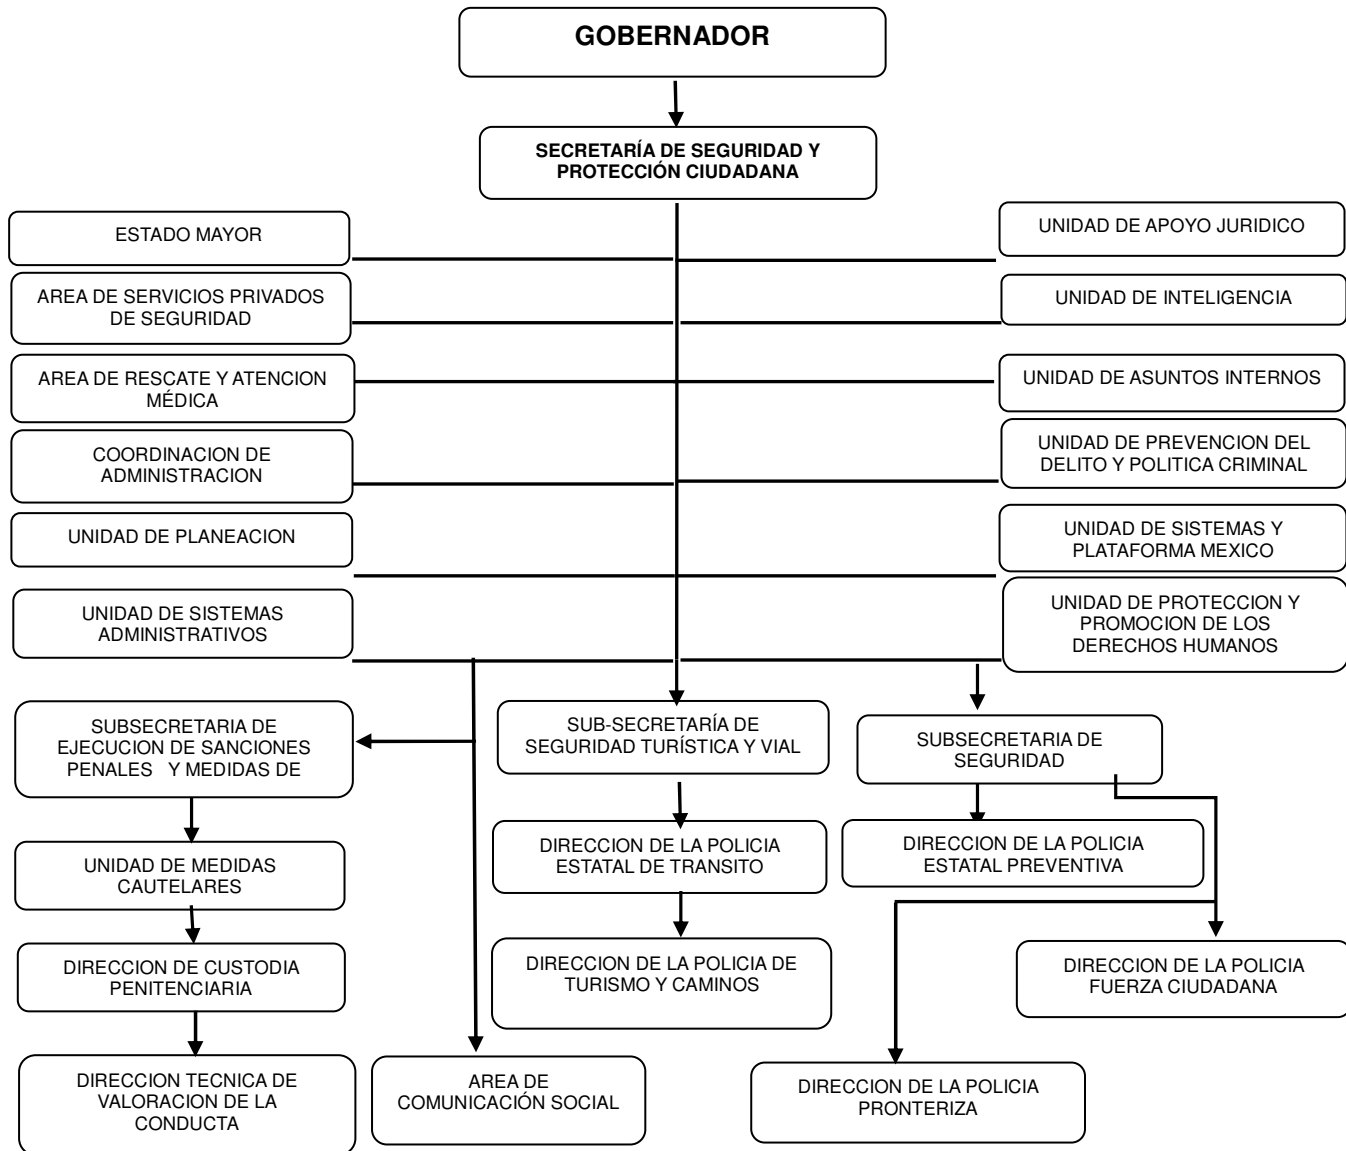 GOBERNADOR
SECRETARÍA DE SEGURIDAD Y
PROTECCIÓN CIUDADANA
ESTADO MAYOR
UNIDAD DE APOYO JURIDICO
AREA DE SERVICIOS PRIVADOS
DE SEGURIDAD
UNIDAD DE INTELIGENCIA
AREA DE RESCATE Y ATENCION
MÉDICA
UNIDAD DE ASUNTOS INTERNOS
COORDINACION DE
ADMINISTRACION
UNIDAD DE PREVENCION DEL
DELITO Y POLITICA CRIMINAL
UNIDAD DE PLANEACION
UNIDAD DE SISTEMAS Y
PLATAFORMA MEXICO
UNIDAD DE SISTEMAS
ADMINISTRATIVOS
UNIDAD DE PROTECCION Y
PROMOCION DE LOS
DERECHOS HUMANOS
SUBSECRETARIA DE
EJECUCION DE SANCIONES
PENALES Y MEDIDAS DE
SUB-SECRETARÍA DE
SEGURIDAD TURÍSTICA Y VIAL
SUBSECRETARIA DE
SEGURIDAD
UNIDAD DE MEDIDAS
CAUTELARES
DIRECCION DE LA POLICIA
ESTATAL DE TRANSITO
DIRECCION DE LA POLICIA
ESTATAL PREVENTIVA
DIRECCION DE CUSTODIA
PENITENCIARIA
DIRECCION DE LA POLICIA DE
TURISMO Y CAMINOS
DIRECCION DE LA POLICIA
FUERZA CIUDADANA
DIRECCION TECNICA DE
VALORACION DE LA
CONDUCTA
AREA DE
COMUNICACIÓN SOCIAL
DIRECCION DE LA POLICIA
PRONTERIZA